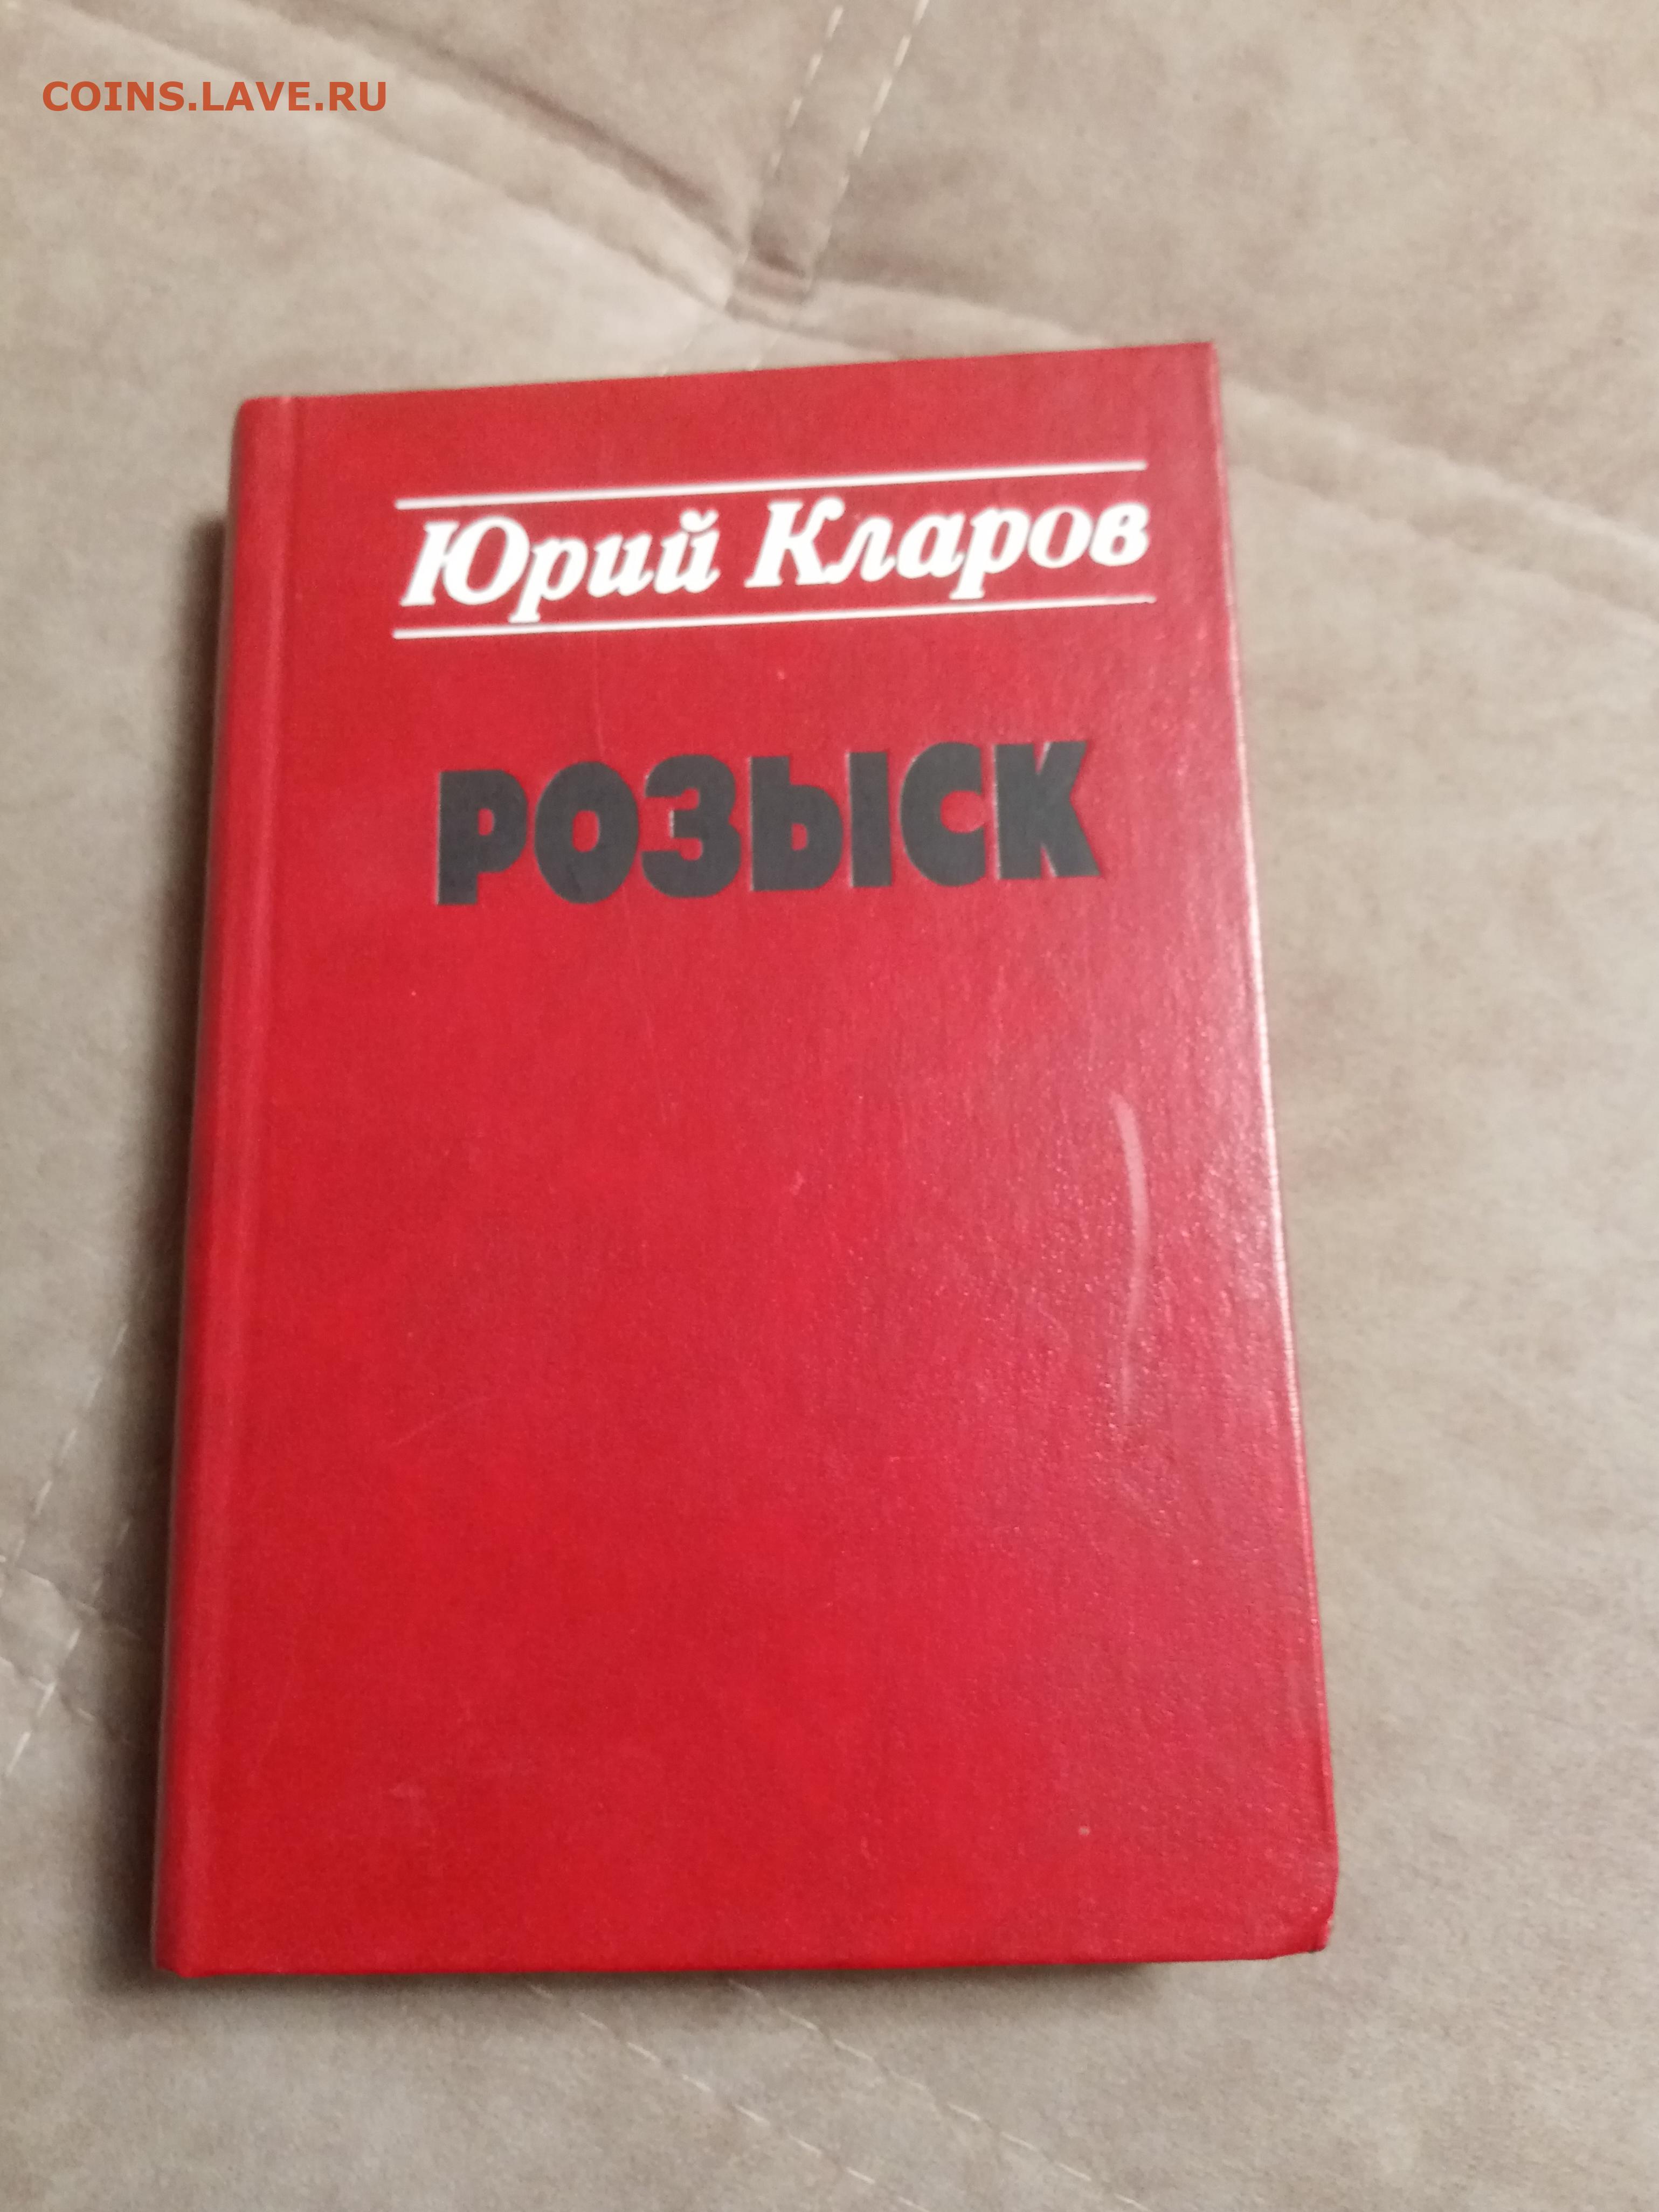 COINS.LAVE.RU
Юрий Кларов
РОЗЫСК